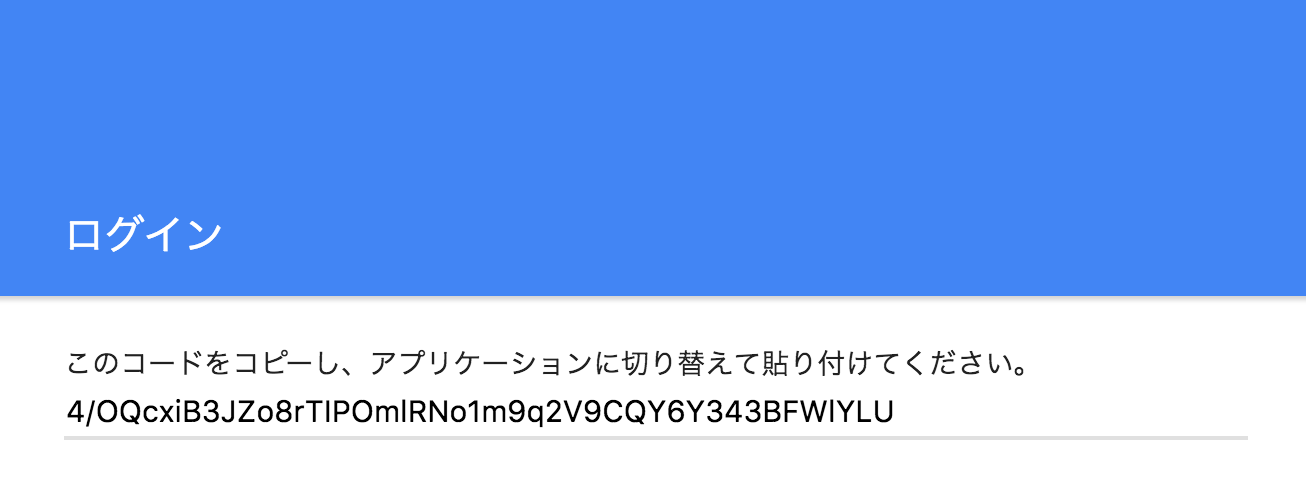 ログイン
このコードをコピーし、アプリケーションに切り替えて貼り付けてください。
4/OQcxiB3JZo8rTIPOmlRNo1m9q2V9CQY6Y343BFWlYLU